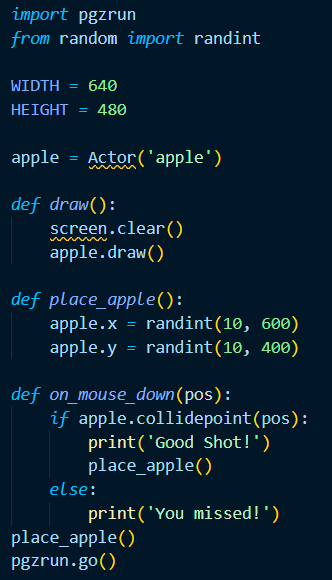 import pgzrun
from random import randint

WIDTH = 640
HEIGHT = 480

apple = Actor('apple')

def draw():
    screen.clear()
    apple.draw()

def place_apple():
    apple.x = randint(10, 600)
    apple.y = randint(10, 400)

def on_mouse_down(pos):
    if apple.collidepoint(pos):
        print('Good Shot!')
        place_apple()
    else:
        print('You missed!')
place_apple()
pgzrun.go()